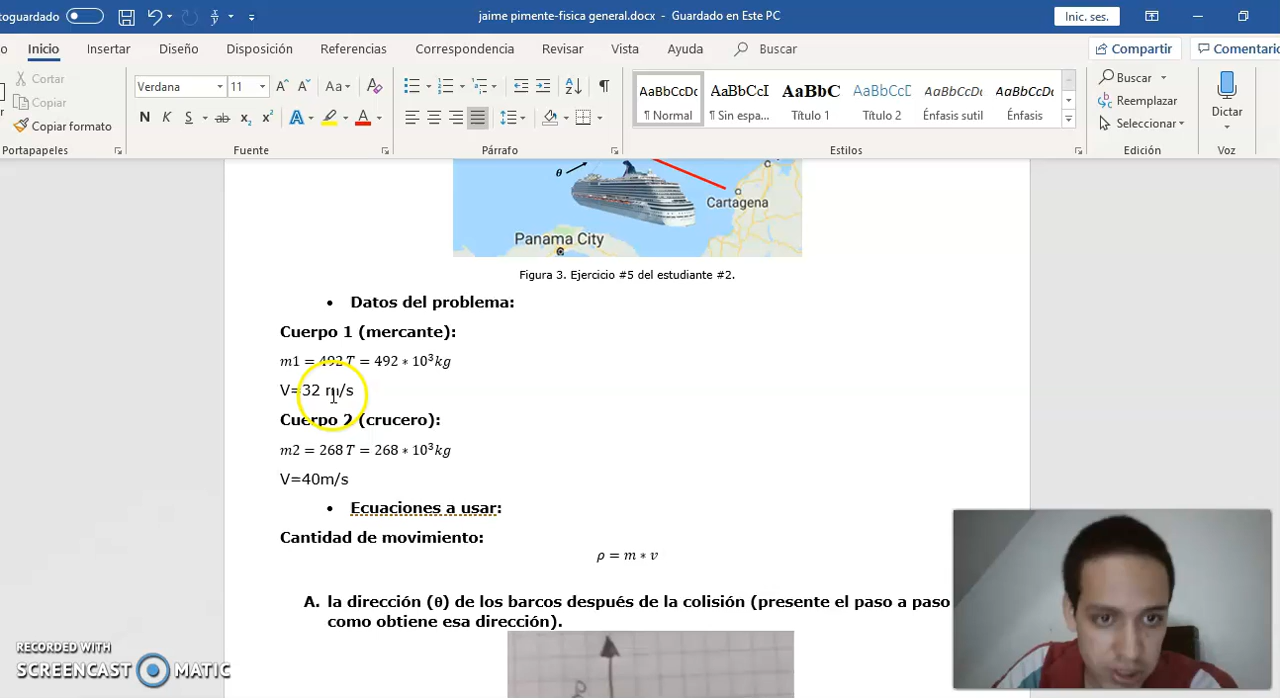 toguardado
jaime pimente-fisica general.docx - Guardado en Este PC
Inic. ses.
o Inicio Insertar Diseño Disposición Referencias Correspondencia Revisar Vista Ayuda Buscar
Compartir
Comentario
Cortar
Copiar
Copiar formato
Portapapeles
Verdana 11
Fuente
Párrafo
AaBbCcDc AaBbCcI AaBbC AaBbCcD AaBbCcDc AaBbCcDc
¶ Normal ¶ Sin espa... Título 1 Título 2 Énfasis sutil Énfasis
Estilos
Buscar
Reemplazar
Seleccionar
Edición
Dictar
Voz
θ
Cartagena
Panama City
Figura 3. Ejercicio #5 del estudiante #2.
• Datos del problema:
Cuerpo 1 (mercante):
m1 = 492 T = 492 ∗ 10³kg
V=32 m/s
Cuerpo 2 (crucero):
m2 = 268 T = 268 ∗ 10³kg
V=40m/s
• Ecuaciones a usar:
Cantidad de movimiento:
ρ = m ∗ v
A. la dirección (θ) de los barcos después de la colisión (presente el paso a paso
como obtiene esa dirección).
RECORDED WITH
SCREENCAST MATIC